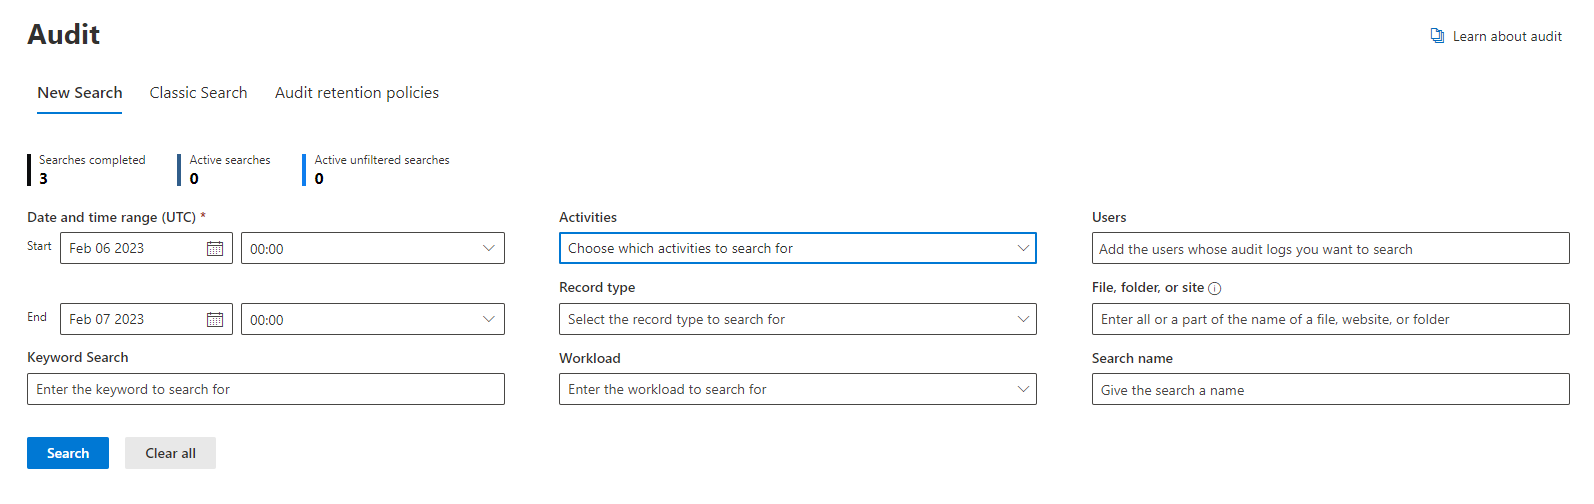 Audit
Learn about audit
New Search Classic Search Audit retention policies
Searches completed Active searches Active unfiltered searches
3 0 0
Date and time range (UTC) * Activities Users
Start Feb 06 2023 00:00 Choose which activities to search for Add the users whose audit logs you want to search
Record type File, folder, or site
End Feb 07 2023 00:00 Select the record type to search for Enter all or a part of the name of a file, website, or folder
Keyword Search Workload Search name
Enter the keyword to search for Enter the workload to search for Give the search a name
Search Clear all